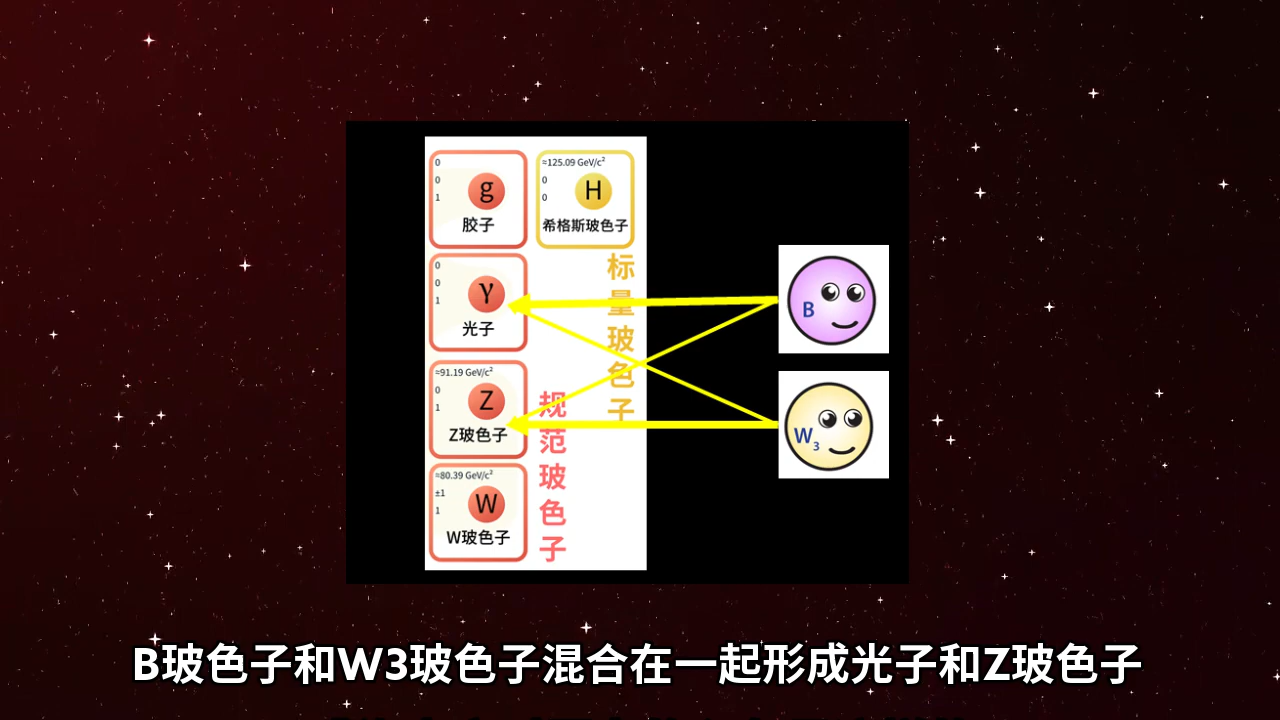 0
0
1
g
胶子
≈125.09 GeV/c²
0
0
H
希格斯玻色子
0
0
1
γ
光子
标量玻色子
≈91.19 GeV/c²
0
1
Z
Z玻色子
规范玻色子
≈80.39 GeV/c²
±1
1
W
W玻色子
B
W3
B玻色子和W3玻色子混合在一起形成光子和Z玻色子